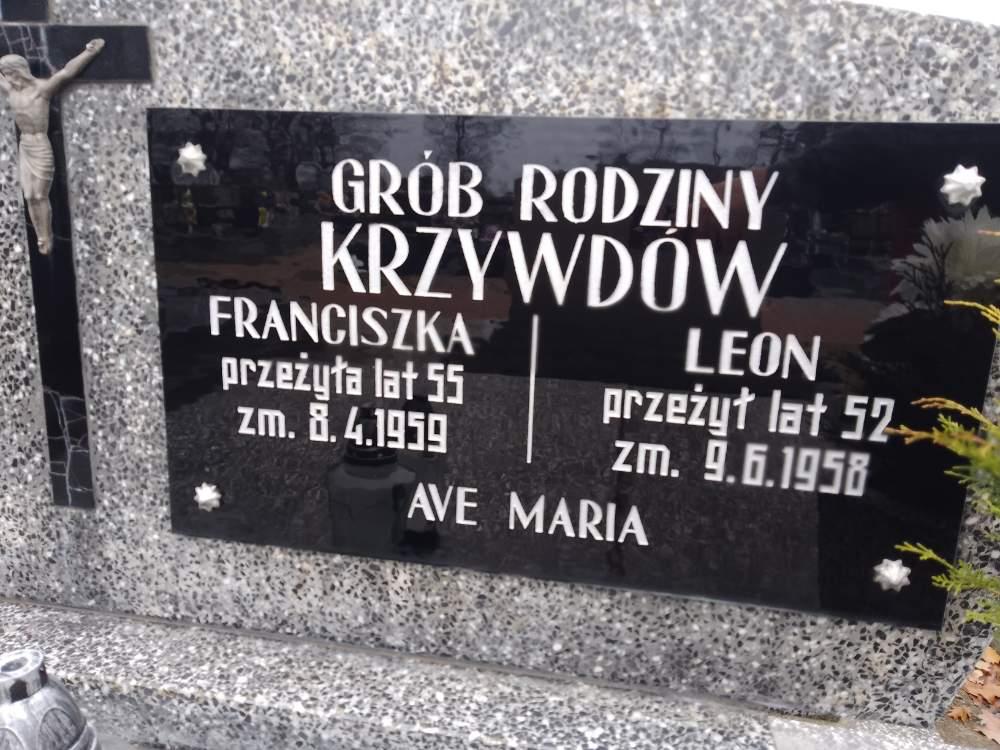 GRÓB RODZINY
KRZYWDÓW
FRANCISZKA
przeżyła lat 55
zm. 8.4.1959
LEON
przeżył lat 52
zm. 9.6.1958
AVE MARIA